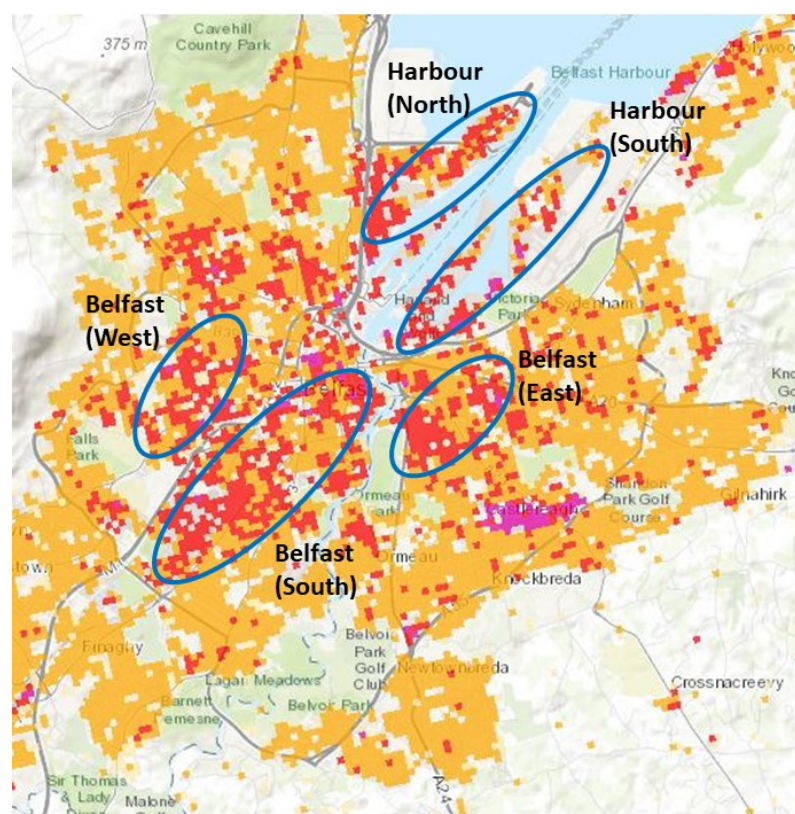 Cavehill
Country Park
375 m
Harbour
(North)
Belfast Harbour
Harbour
(South)
Belfast
(West)
Sydenham
Belfast
(East)
Falls
Park
Ormeau
Park
Castlereagh
Shandon
Park Golf
Course
Gilnahirk
Belfast
(South)
Ormeau
Knockbreda
Finaghy
Belvoir
Park
Golf
Club
Newtownbreda
Lagan Meadows
Belvoir Park
Barnett
Demesne
Crossnacreevy
Sir Thomas
& Lady
Malone
A24